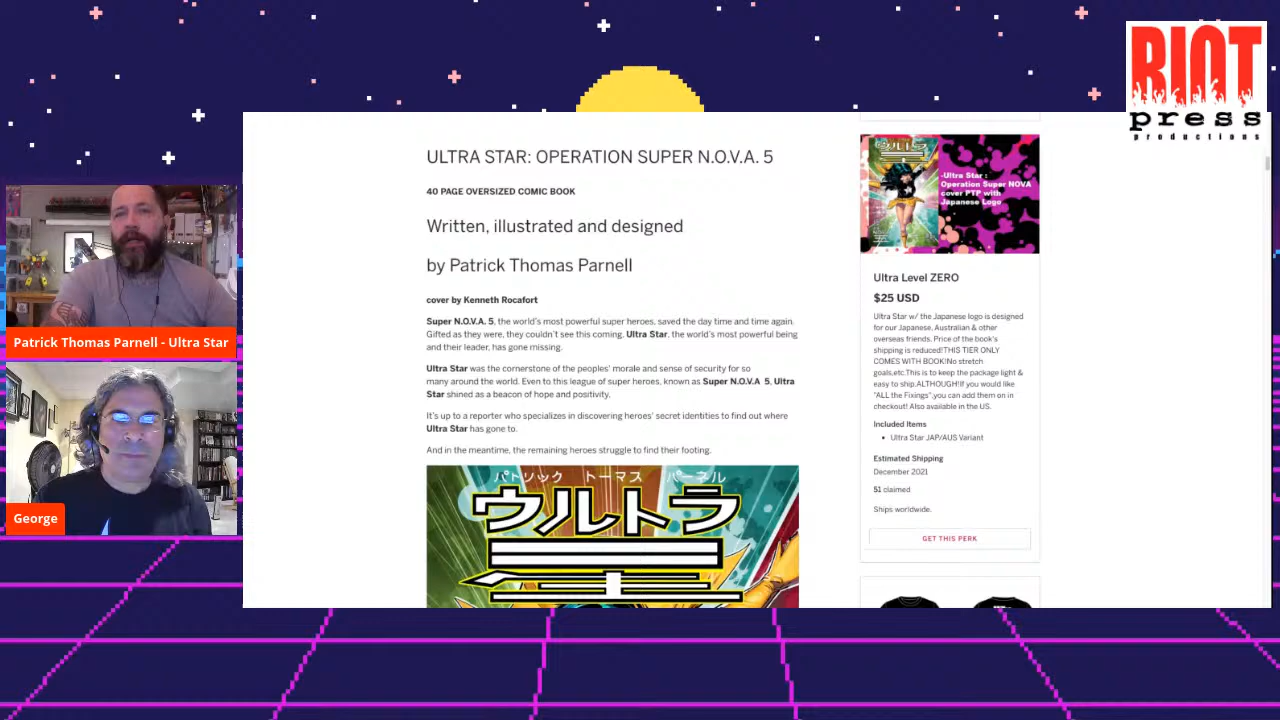 RIOT
press
productions
ULTRA STAR: OPERATION SUPER N.O.V.A. 5
40 PAGE OVERSIZED COMIC BOOK
Written, illustrated and designed
by Patrick Thomas Parnell
cover by Kenneth Rocafort
Super N.O.V.A. 5, the world's most powerful super heroes, saved the day time and time again.
Gifted as they were, they couldn't see this coming. Ultra Star, the world's most powerful being
and their leader, has gone missing.
Ultra Star was the cornerstone of the peoples' morale and sense of security for so
many around the world. Even to this league of super heroes, known as Super N.O.V.A 5, Ultra
Star shined as a beacon of hope and positivity.
It's up to a reporter who specializes in discovering heroes' secret identities to find out where
Ultra Star has gone to.
And in the meantime, the remaining heroes struggle to find their footing.
パトリック トーマス パーネル
ウルトラ
ウルトラ
-Ultra Star :
Operation Super NOVA
cover PTP with
Japanese Logo
Ultra Level ZERO
$25 USD
Ultra Star w/ the Japanese logo is designed
for our Japanese, Australian & other
overseas friends. Price of the book's
shipping is reduced!THIS TIER ONLY
COMES WITH BOOK!No stretch
goals,etc.This is to keep the package light &
easy to ship.ALTHOUGH!If you would like
"ALL the Fixings",you can add them on in
checkout! Also available in the US.
Included Items
• Ultra Star JAP/AUS Variant
Estimated Shipping
December 2021
51 claimed
Ships worldwide.
GET THIS PERK
Patrick Thomas Parnell - Ultra Star
George